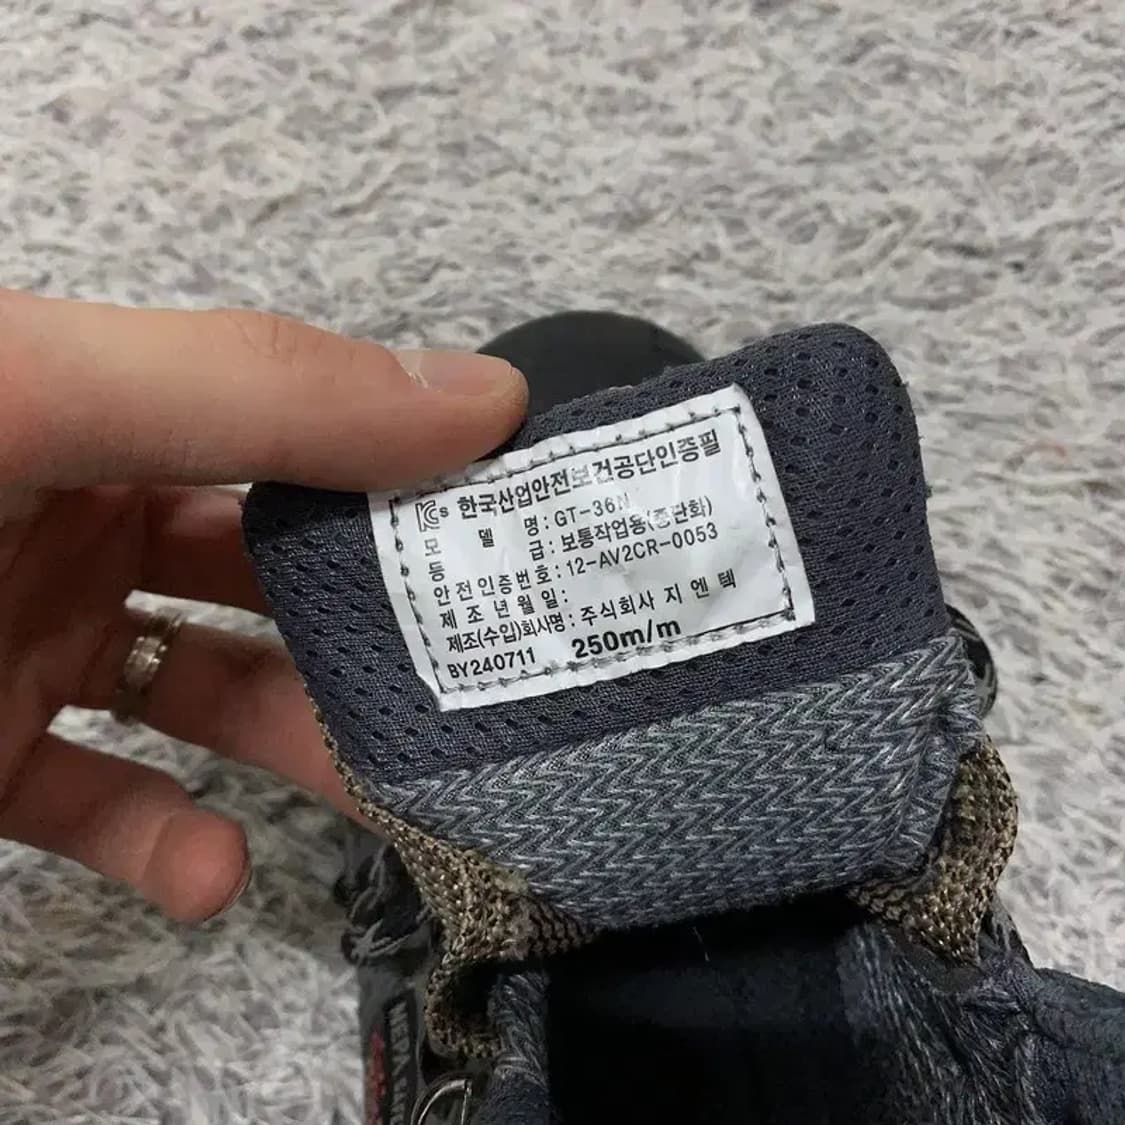 KCs 한국산업안전보건공단인증필
모 델 명 : GT-36N
등 급 : 보통작업용(중단화)
안전인증번호 : 12-AV2CR-0053
제 조 년 월 일 :
제조(수입)회사명 : 주식회사 지 엔 텍
BY240711 250m/m